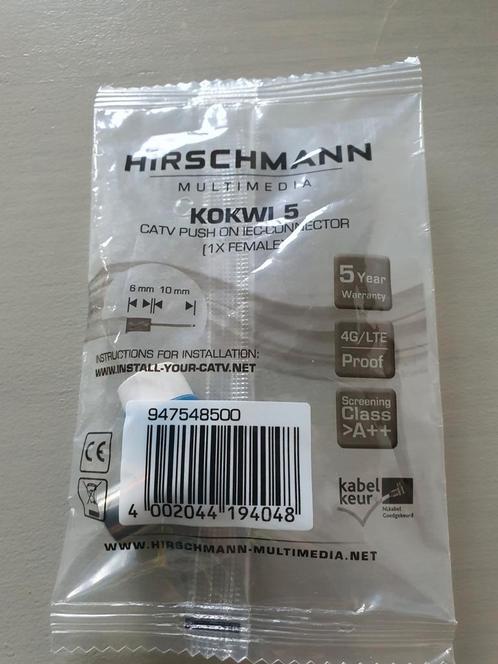 HIRSCHMANN
MULTIMEDIA
KOKWI 5
CATV PUSH ON IEC-CONNECTOR
(1X FEMALE)
6 mm 10 mm
5 Year
Warranty
4G/LTE
Proof
INSTRUCTIONS FOR INSTALLATION:
WWW.INSTALL-YOUR-CATV.NET
Screening
Class
>A++
947548500
CE
kabel
keur
NLkabel
Goedgekeurd
4 002044 194048
WWW.HIRSCHMANN-MULTIMEDIA.NET